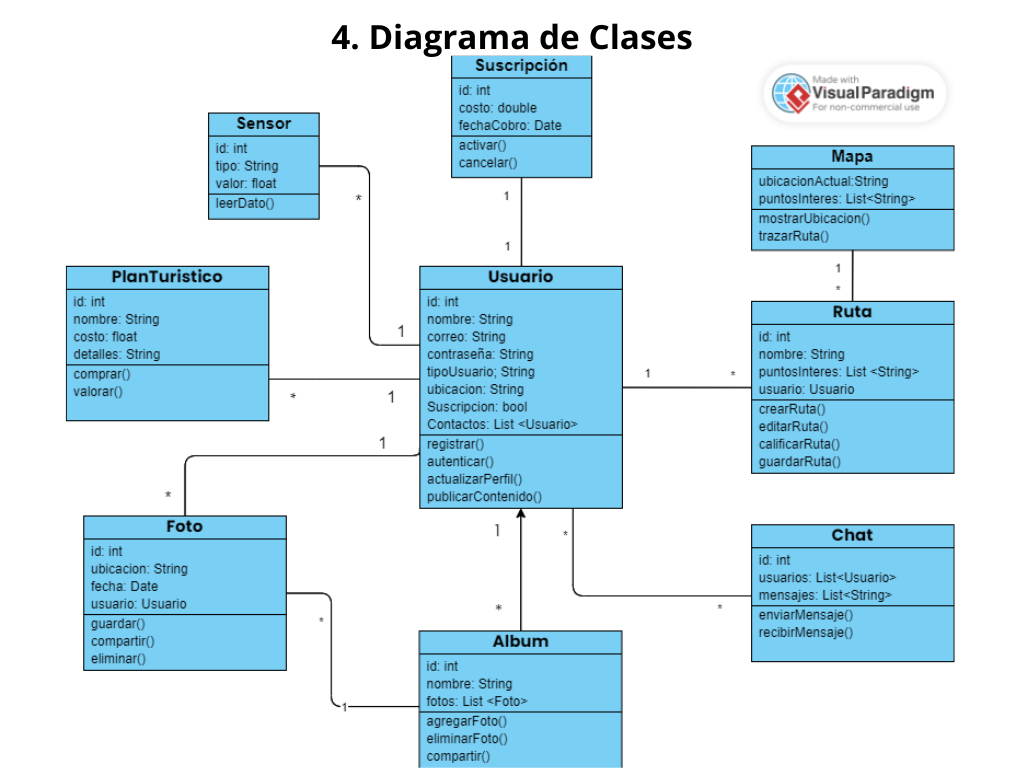 4. Diagrama de Clases
Suscripción
id: int
costo: double
fechaCobro: Date
activar()
cancelar()
Made with
VisualParadigm
For non-commercial use
Sensor
id: int
tipo: String
valor: float
leerDato()
*
1
1
1
Mapa
ubicacionActual:String
puntosInteres: List<String>
mostrarUbicacion()
trazarRuta()
1
*
PlanTuristico
id: int
nombre: String
costo: float
detalles: String
comprar()
valorar()
*
1
Usuario
id: int
nombre: String
correo: String
contraseña: String
tipoUsuario; String
ubicacion: String
Suscripcion: bool
Contactos: List <Usuario>
registrar()
autenticar()
actualizarPerfil()
publicarContenido()
1
*
Ruta
id: int
nombre: String
puntosInteres: List <String>
usuario: Usuario
crearRuta()
editarRuta()
calificarRuta()
guardarRuta()
1
*
Foto
id: int
ubicacion: String
fecha: Date
usuario: Usuario
guardar()
compartir()
eliminar()
*
1
1
*
*
*
Chat
id: int
usuarios: List<Usuario>
mensajes: List<String>
enviarMensaje()
recibirMensaje()
Album
id: int
nombre: String
fotos: List <Foto>
agregarFoto()
eliminarFoto()
compartir()